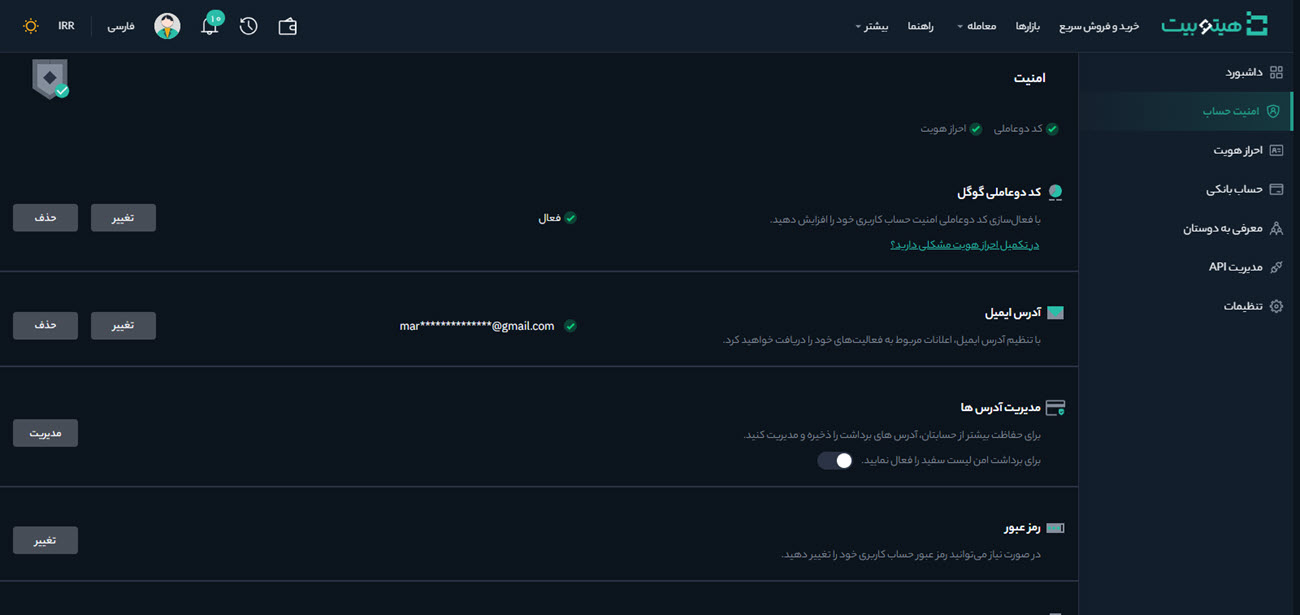 هیتوبیت
خرید و فروش سریع
بازارها
معامله
راهنما
بیشتر
۱۰
فارسی
IRR
داشبورد
امنیت حساب
احراز هویت
حساب بانکی
معرفی به دوستان
مدیریت API
تنظیمات
امنیت
کد دوعاملی
احراز هویت
کد دوعاملی گوگل
با فعال‌سازی کد دوعاملی امنیت حساب کاربری خود را افزایش دهید.
در تکمیل احراز هویت مشکلی دارید؟
فعال
تغییر
حذف
آدرس ایمیل
با تنظیم آدرس ایمیل، اعلانات مربوط به فعالیت‌های خود را دریافت خواهید کرد.
mar**************@gmail.com
تغییر
حذف
مدیریت آدرس ها
برای حفاظت بیشتر از حسابتان، آدرس های برداشت را ذخیره و مدیریت کنید.
برای برداشت امن لیست سفید را فعال نمایید.
مدیریت
رمز عبور
در صورت نیاز می‌توانید رمز عبور حساب کاربری خود را تغییر دهید.
تغییر